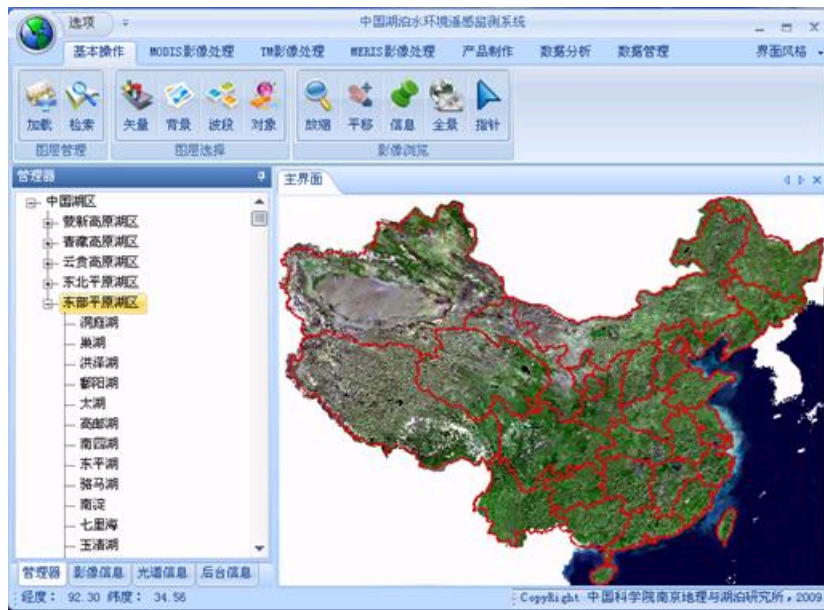 选项
中国湖泊水环境遥感监测系统
基本操作 MODIS影像处理 TM影像处理 MERIS影像处理 产品制作 数据分析 数据管理 界面风格
加载 检索 矢量 背景 波段 对象 放缩 平移 信息 全景 指针
图层管理 图层选择 影像浏览
管理器
主界面
中国湖区
蒙新高原湖区
青藏高原湖区
云贵高原湖区
东北平原湖区
东部平原湖区
洞庭湖
巢湖
洪泽湖
鄱阳湖
太湖
高邮湖
南四湖
东平湖
骆马湖
南淀
七里海
玉清湖
管理器 影像信息 光谱信息 后台信息
经度： 92.30 纬度： 34.56
CopyRight 中国科学院南京地理与湖泊研究所，2009